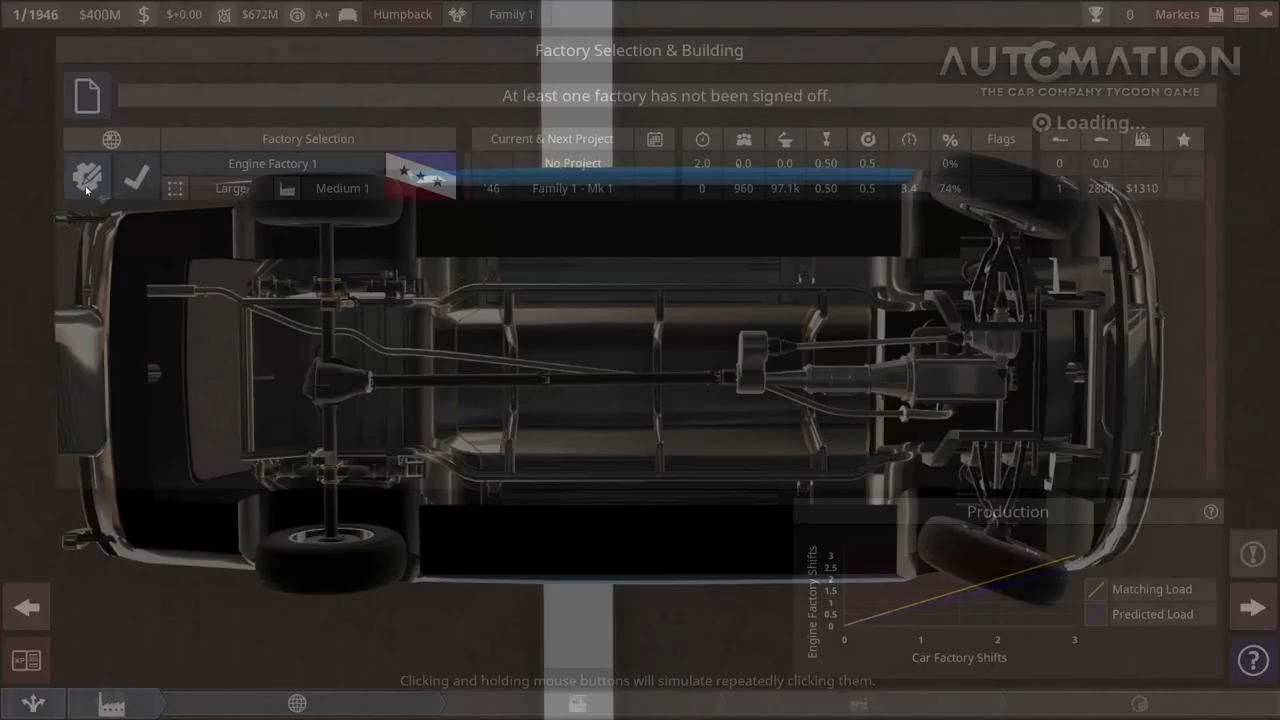 1/1946 $400M $+0.00 $672M A+ Humpback Family 1 0 Markets
Factory Selection & Building
AUTOMATION
THE CAR COMPANY TYCOON GAME
At least one factory has not been signed off.
Loading...
Factory Selection Current & Next Project % Flags
Engine Factory 1 No Project 2.0 0.0 0.0 0.50 0.5 0% 0 0.0
Large Medium 1 '46 Family 1 - Mk 1 0 960 97.1k 0.50 0.5 3.4 74% 1 2800 $1310
Production ?
Engine Factory Shifts
3
2.5
2
1.5
1
0.5
0
0 1 2 3
Car Factory Shifts
Matching Load
Predicted Load
XP
?
Clicking and holding mouse buttons will simulate repeatedly clicking them.